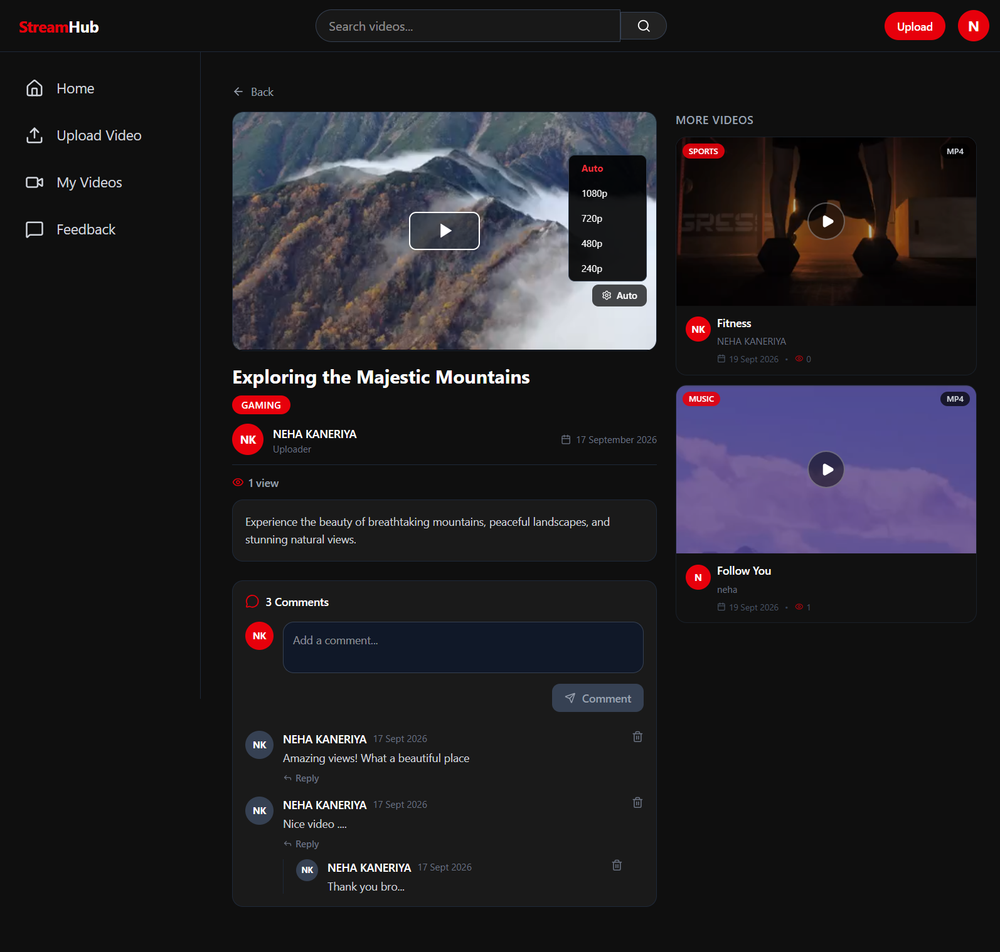 StreamHub
Search videos...
Upload
N
Home
Upload Video
My Videos
Feedback
Back
Auto
1080p
720p
480p
240p
Auto
Exploring the Majestic Mountains
GAMING
NK
NEHA KANERIYA
Uploader
17 September 2026
1 view
Experience the beauty of breathtaking mountains, peaceful landscapes, and
stunning natural views.
3 Comments
NK
Add a comment...
Comment
NK
NEHA KANERIYA 17 Sept 2026
Amazing views! What a beautiful place
Reply
NK
NEHA KANERIYA 17 Sept 2026
Nice video ....
Reply
NK
NEHA KANERIYA 17 Sept 2026
Thank you bro...
MORE VIDEOS
SPORTS
MP4
GRESS
NK
Fitness
NEHA KANERIYA
19 Sept 2026 • 0
MUSIC
MP4
N
Follow You
neha
19 Sept 2026 • 1